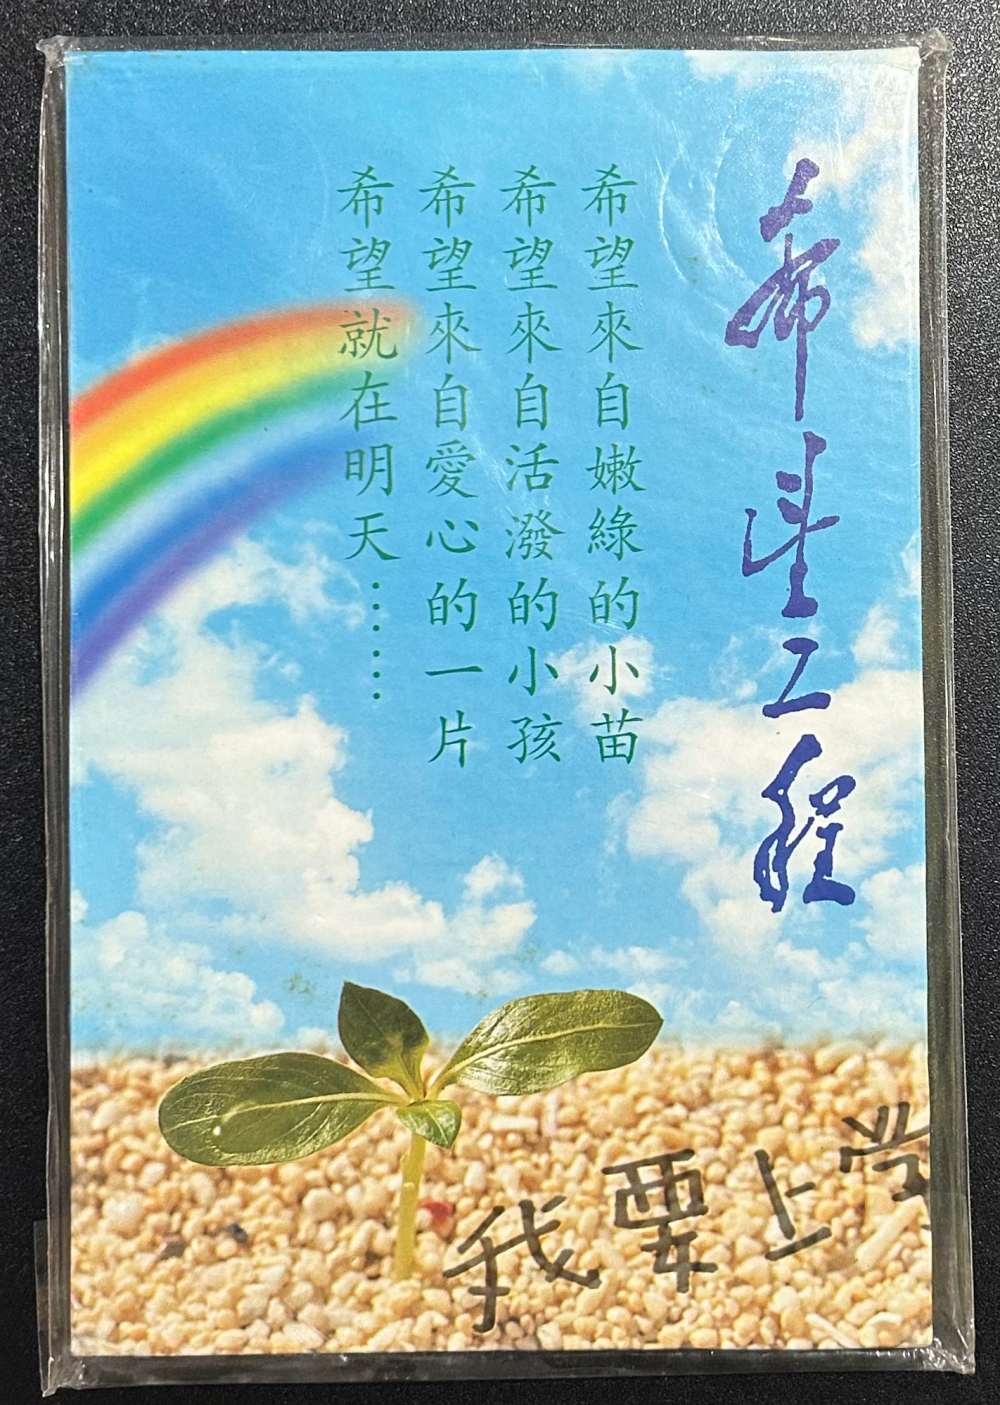 希望工程
希望來自嫩綠的小苗
希望來自活潑的小孩
希望來自愛心的一片
希望就在明天……
我要上学